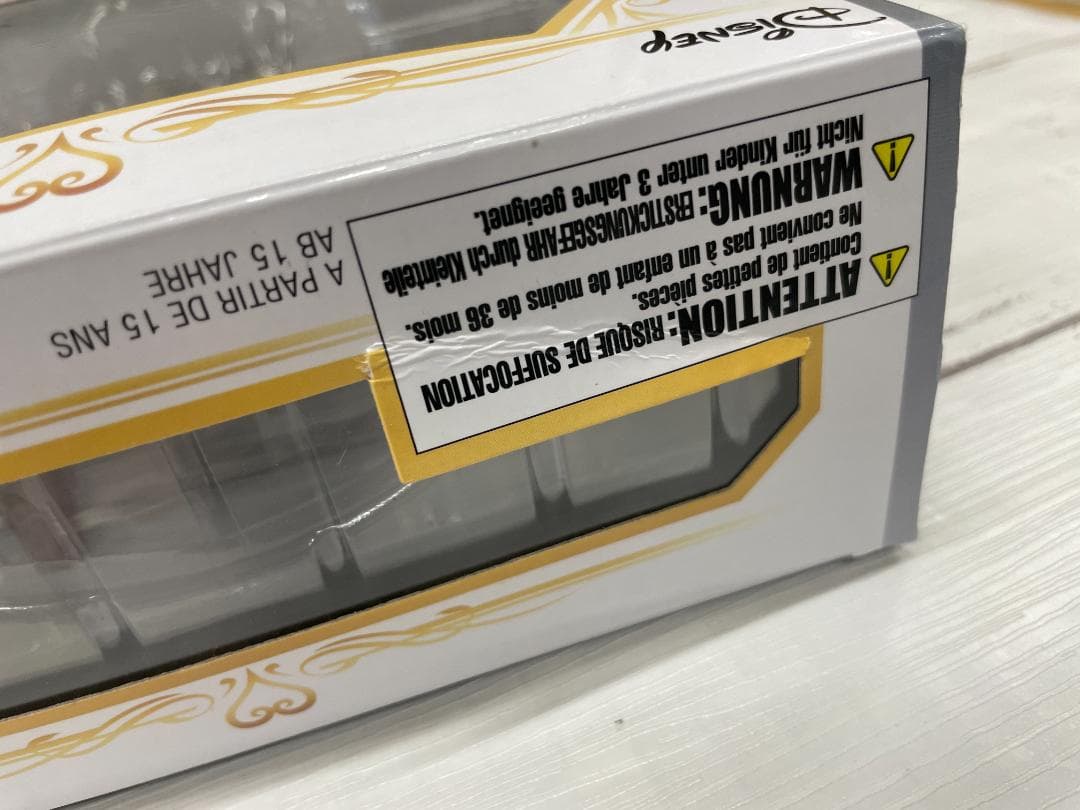 ATTENTION: RISQUE DE SUFFOCATION
Contient de petites pièces.
Ne convient pas à un enfant de moins de 36 mois.
WARNUNG: ERSTICKUNGSGEFAHR durch Kleinteile
Nicht für Kinder unter 3 Jahre geeignet.
A PARTIR DE 15 ANS
AB 15 JAHRE
DISNEY